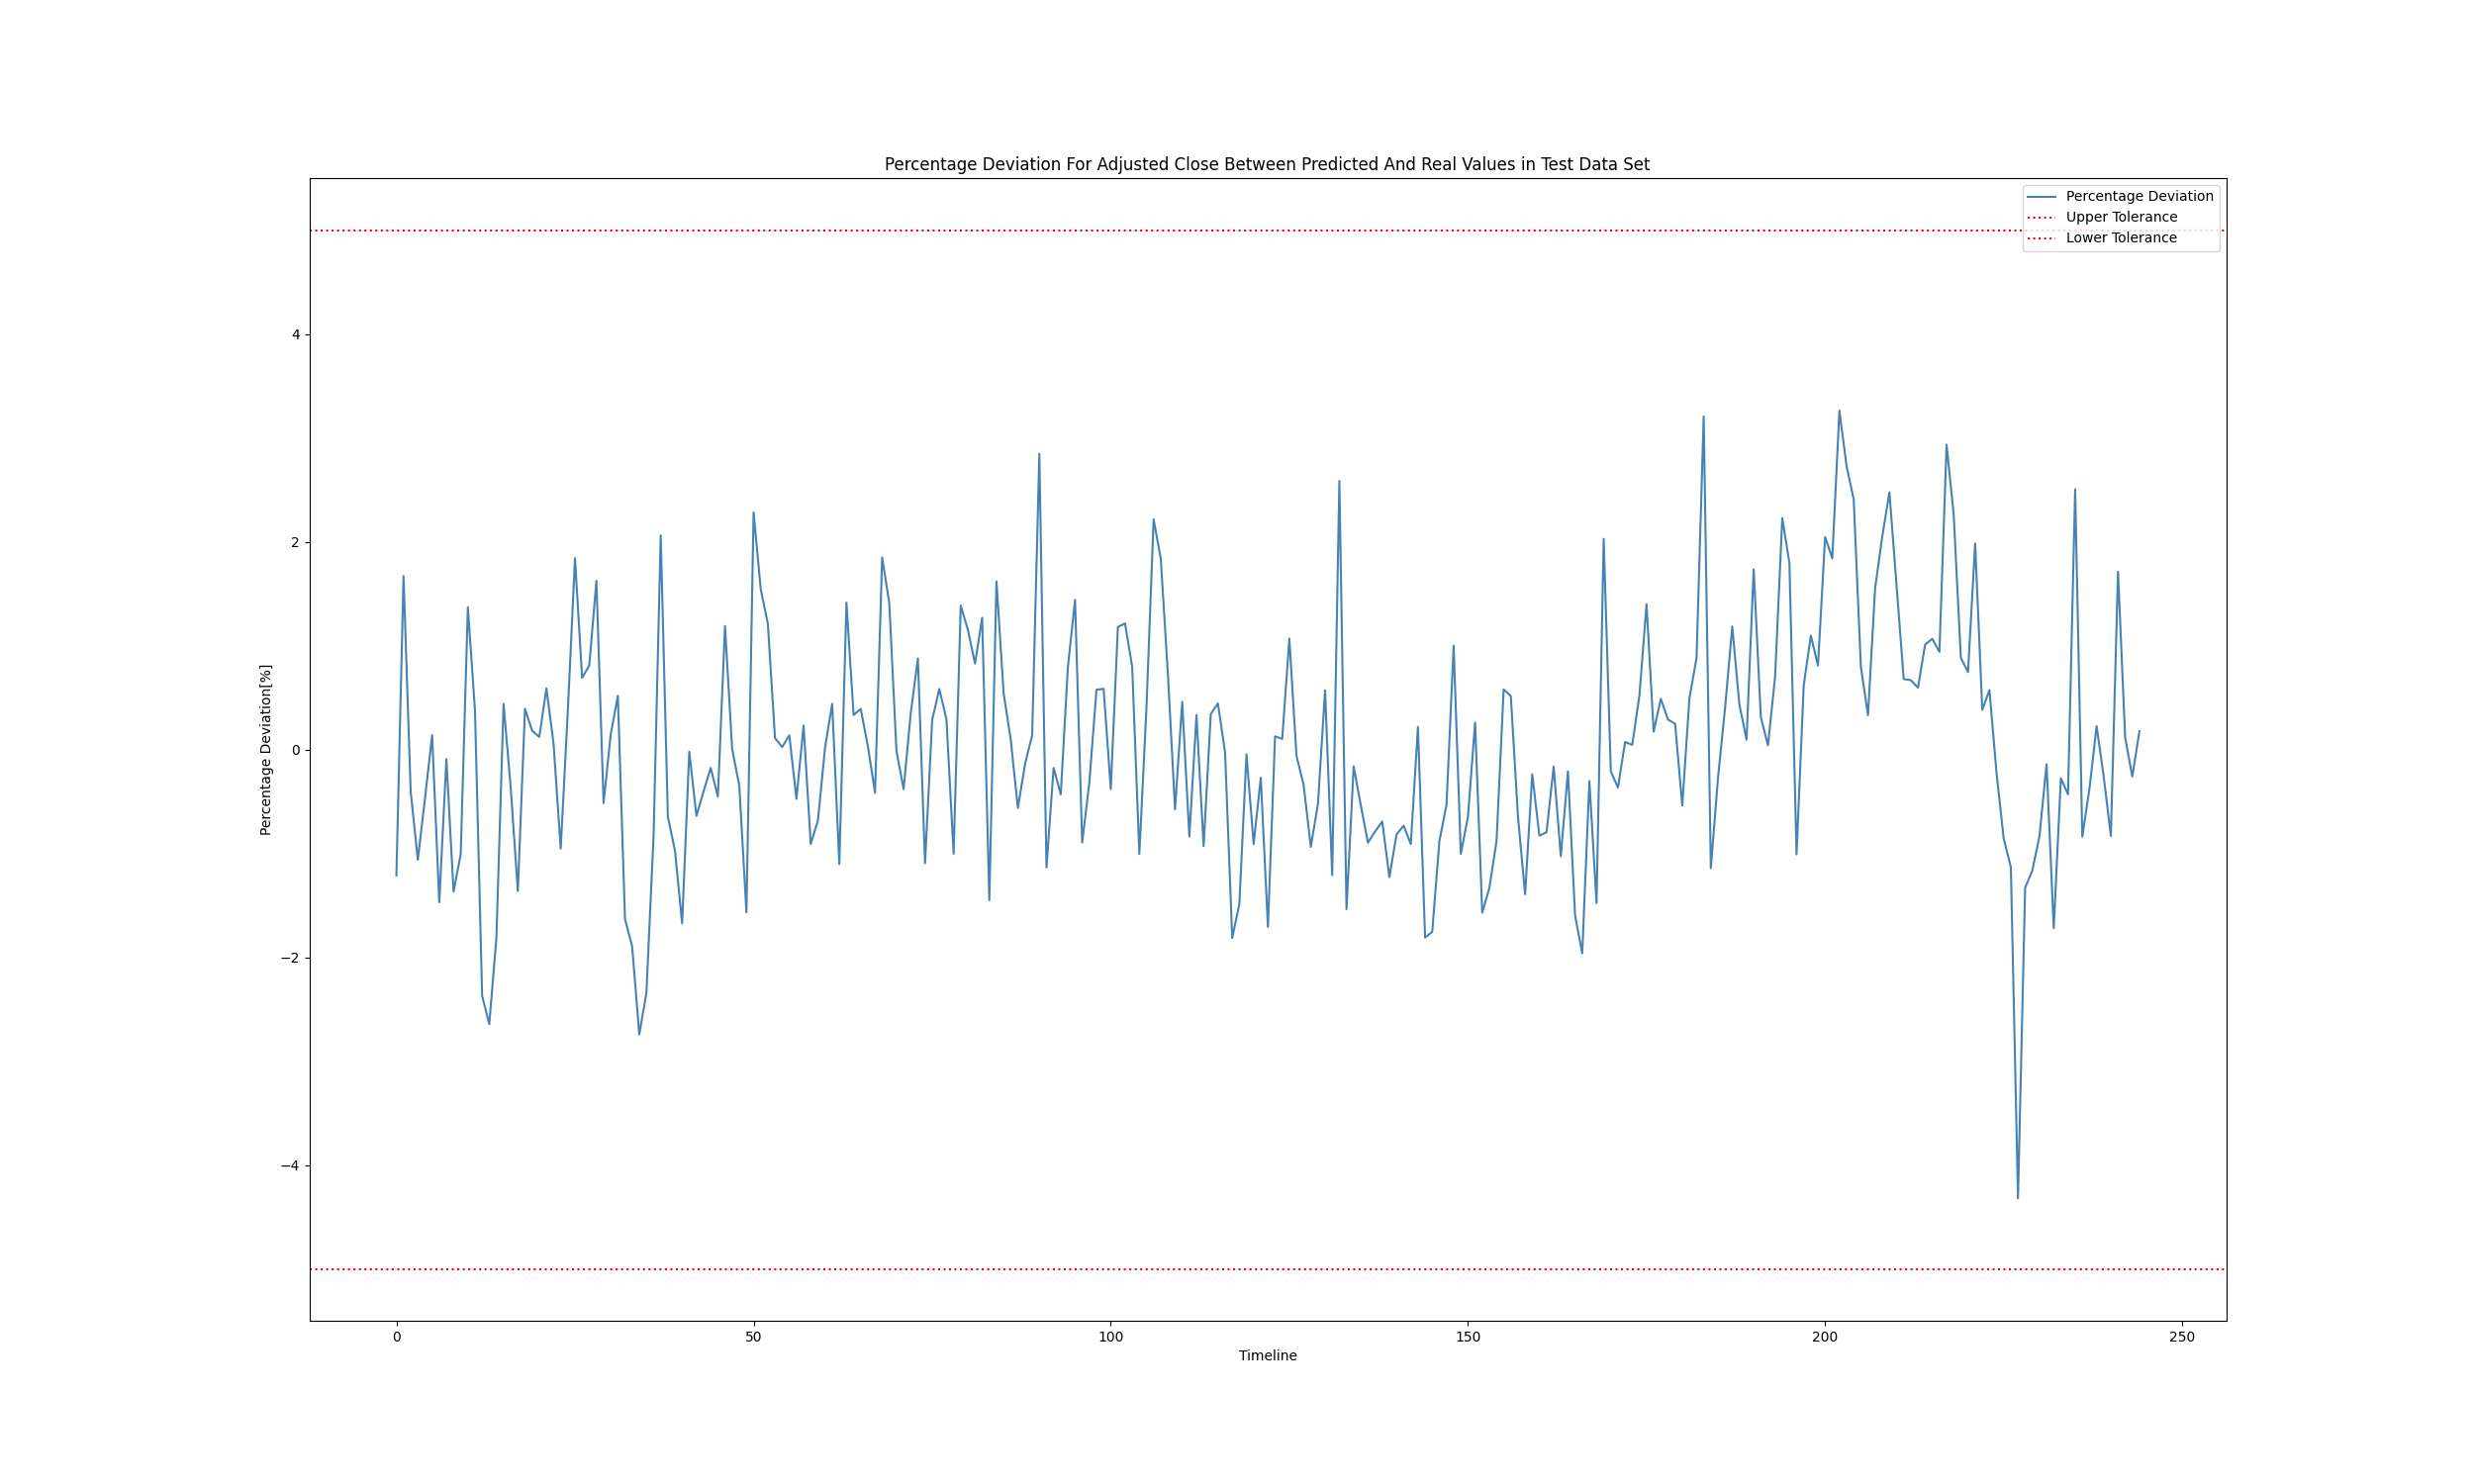 Percentage Deviation For Adjusted Close Between Predicted And Real Values in Test Data Set
Percentage Deviation
Upper Tolerance
Lower Tolerance
Percentage Deviation[%]
4
2
0
−2
−4
0 50 100 150 200 250
Timeline